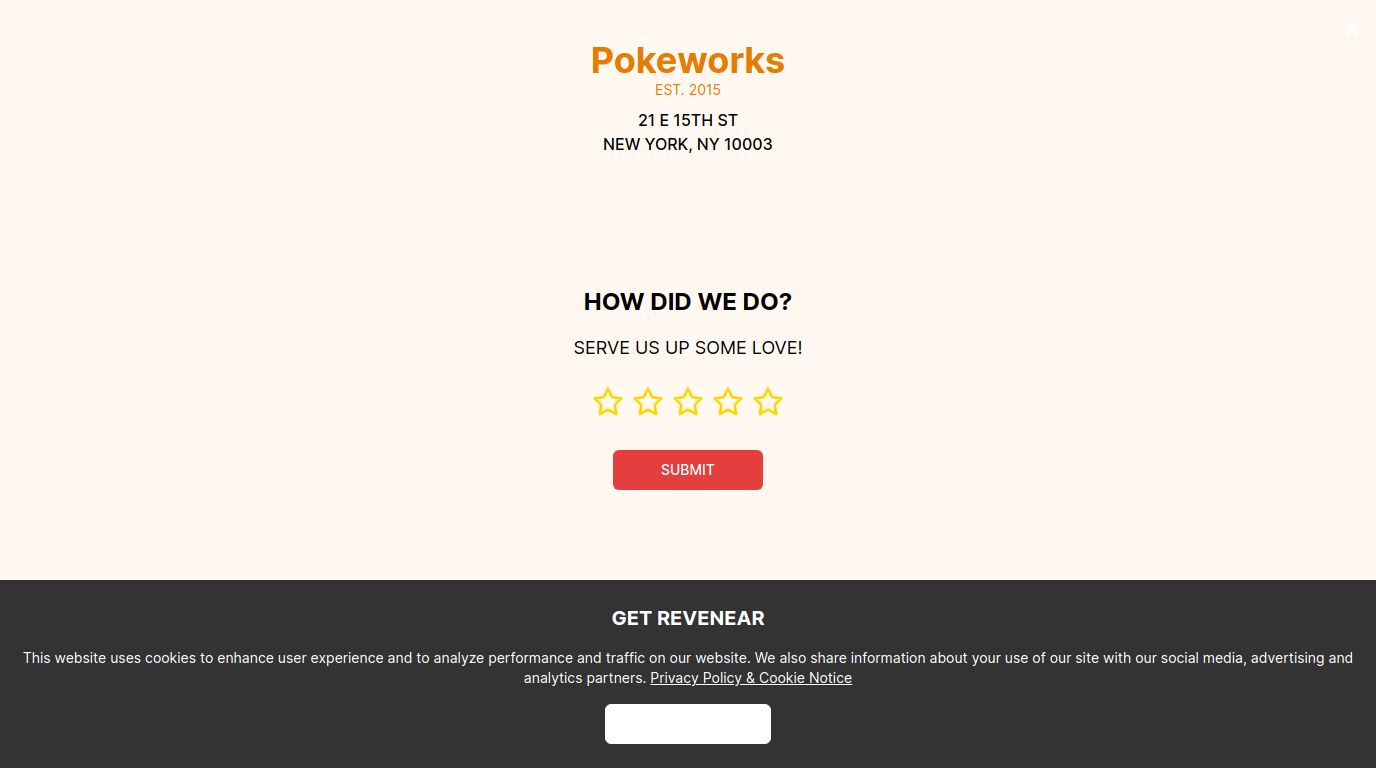 Pokeworks
EST. 2015
21 E 15TH ST
NEW YORK, NY 10003
HOW DID WE DO?
SERVE US UP SOME LOVE!
SUBMIT
GET REVENEAR
This website uses cookies to enhance user experience and to analyze performance and traffic on our website. We also share information about your use of our site with our social media, advertising and
analytics partners. Privacy Policy & Cookie Notice